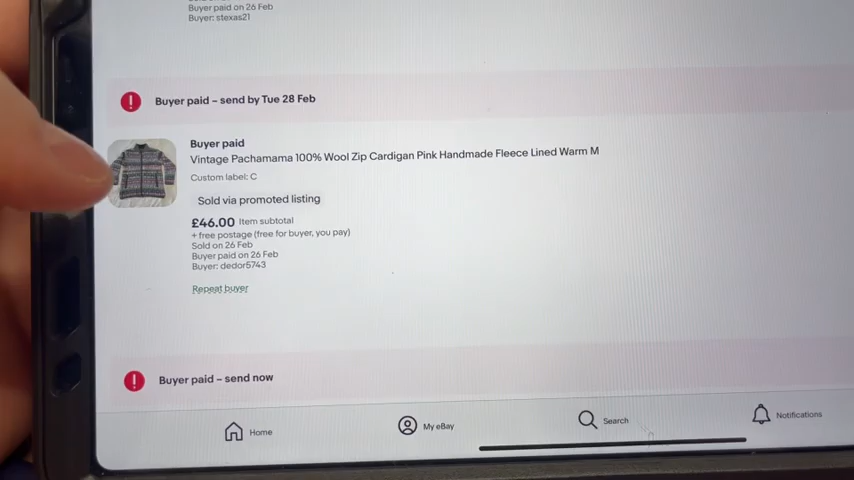 Buyer paid on 26 Feb
Buyer: stexas21
Buyer paid – send by Tue 28 Feb
Buyer paid
Vintage Pachamama 100% Wool Zip Cardigan Pink Handmade Fleece Lined Warm M
Custom label: C
Sold via promoted listing
£46.00 Item subtotal
+ free postage (free for buyer, you pay)
Sold on 26 Feb
Buyer paid on 26 Feb
Buyer: dedor5743
Repeat buyer
Buyer paid – send now
Home My eBay Search Notifications